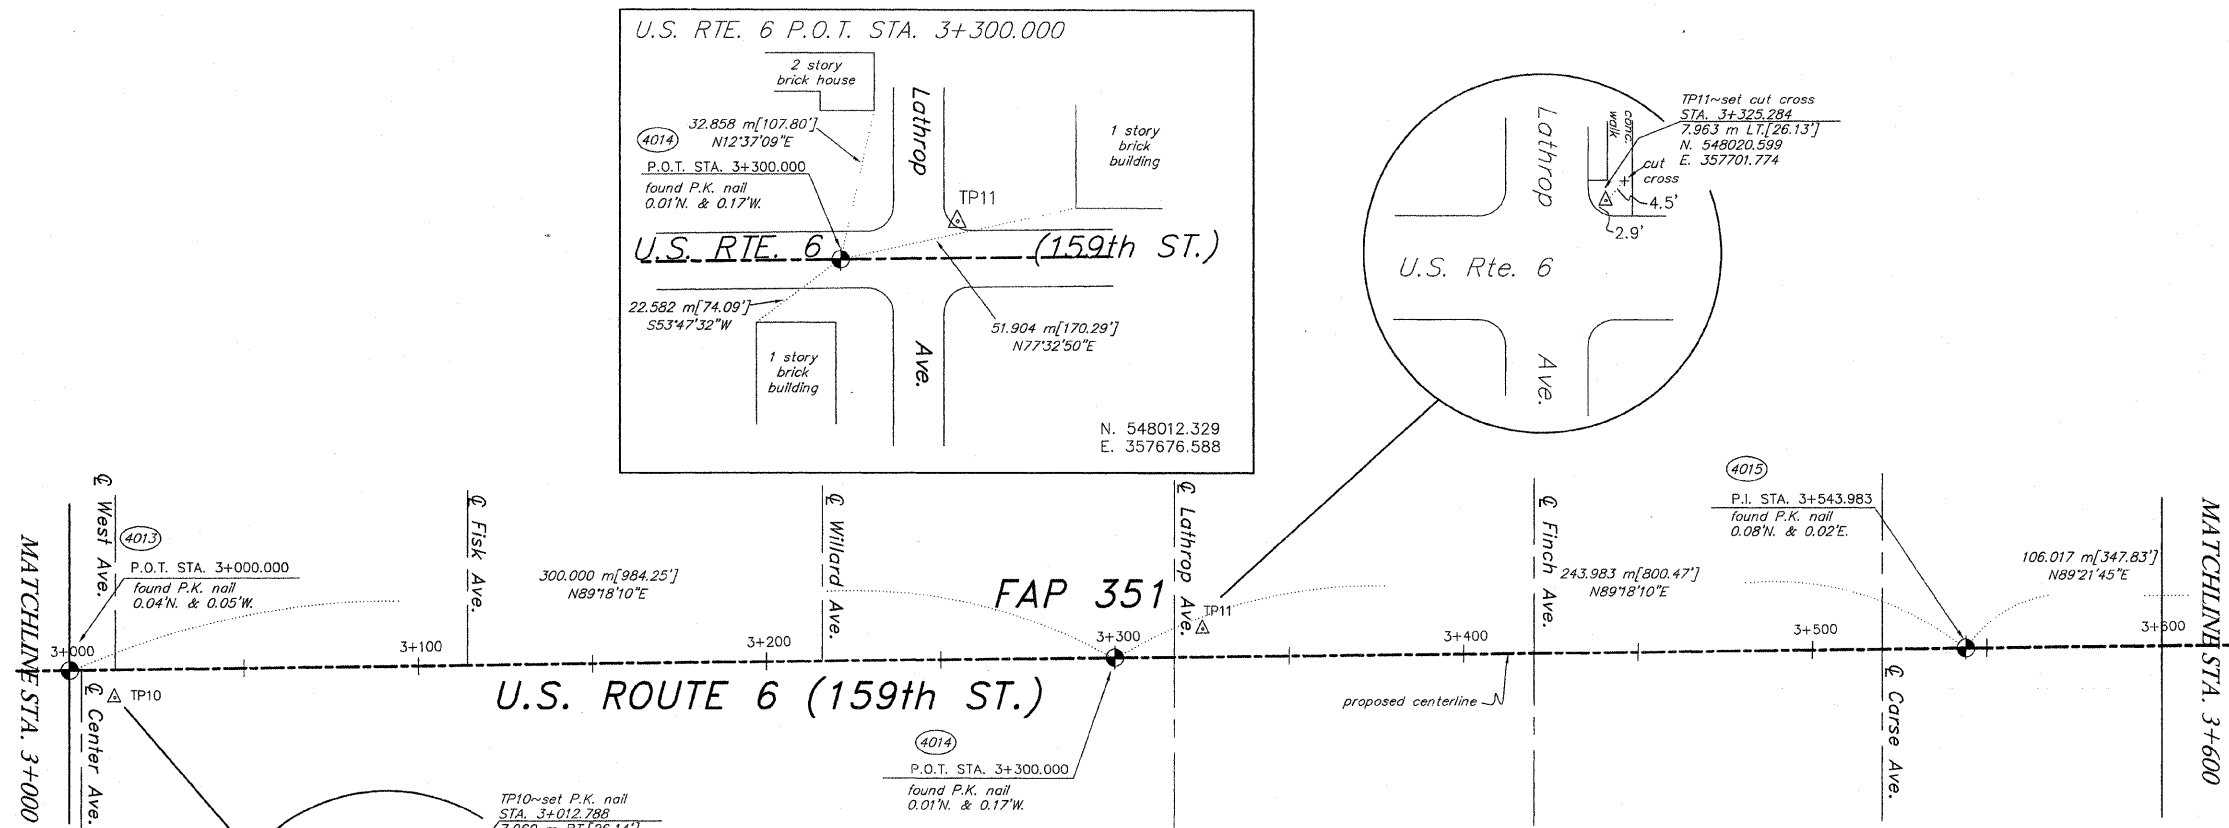 U.S. RTE. 6 P.O.T. STA. 3+300.000
2 story
brick house
Lathrop
32.858 m[107.80']
N12°37'09"E
4014
P.O.T. STA. 3+300.000
found P.K. nail
0.01'N. & 0.17'W.
1 story
brick
building
TP11
U.S. RTE. 6
(159th ST.)
22.582 m[74.09']
S53°47'32"W
51.904 m[170.29']
N77°32'50"E
1 story
brick
building
Ave.
N. 548012.329
E. 357676.588
TP11~set cut cross
STA. 3+325.284
7.963 m LT.[26.13']
N. 548020.599
E. 357701.774
Lathrop
conc.
walk
cut
cross
4.5'
2.9'
U.S. Rte. 6
Ave.
MATCHLINE STA. 3+000
℄ West Ave.
4013
P.O.T. STA. 3+000.000
found P.K. nail
0.04'N. & 0.05'W.
℄ Fisk Ave.
300.000 m[984.25']
N89°18'10"E
℄ Willard Ave.
FAP 351
℄ Lathrop Ave.
TP11
℄ Finch Ave.
243.983 m[800.47']
N89°18'10"E
4015
P.I. STA. 3+543.983
found P.K. nail
0.08'N. & 0.02'E.
106.017 m[347.83']
N89°21'45"E
MATCHLINE STA. 3+600
3+000
3+100
3+200
3+300
3+400
3+500
3+600
℄ Center Ave.
TP10
U.S. ROUTE 6 (159th ST.)
proposed centerline
℄ Carse Ave.
4014
P.O.T. STA. 3+300.000
found P.K. nail
0.01'N. & 0.17'W.
TP10~set P.K. nail
STA. 3+012.788